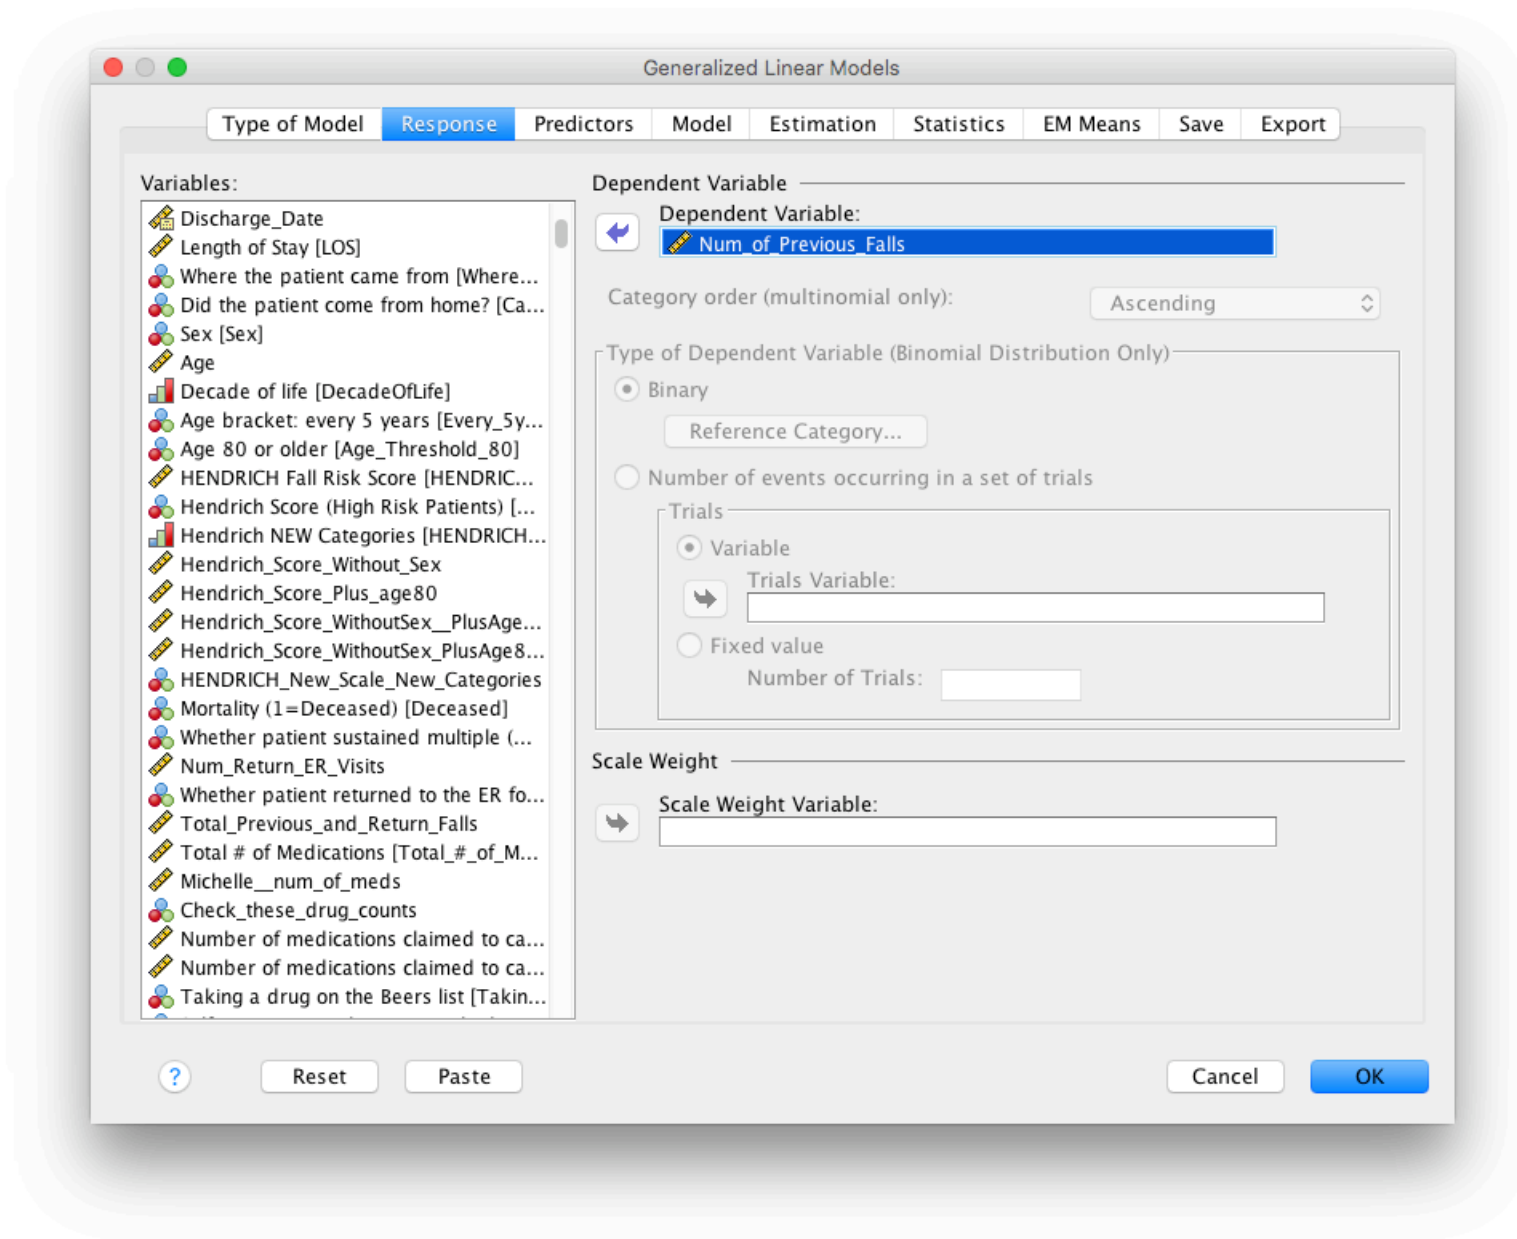 Generalized Linear Models
Type of Model Response Predictors Model Estimation Statistics EM Means Save Export
Variables:
Discharge_Date
Length of Stay [LOS]
Where the patient came from [Where...
Did the patient come from home? [Ca...
Sex [Sex]
Age
Decade of life [DecadeOfLife]
Age bracket: every 5 years [Every_5y...
Age 80 or older [Age_Threshold_80]
HENDRICH Fall Risk Score [HENDRIC...
Hendrich Score (High Risk Patients) [...
Hendrich NEW Categories [HENDRICH...
Hendrich_Score_Without_Sex
Hendrich_Score_Plus_age80
Hendrich_Score_WithoutSex__PlusAge...
Hendrich_Score_WithoutSex_PlusAge8...
HENDRICH_New_Scale_New_Categories
Mortality (1=Deceased) [Deceased]
Whether patient sustained multiple (...
Num_Return_ER_Visits
Whether patient returned to the ER fo...
Total_Previous_and_Return_Falls
Total # of Medications [Total_#_of_M...
Michelle__num_of_meds
Check_these_drug_counts
Number of medications claimed to ca...
Number of medications claimed to ca...
Taking a drug on the Beers list [Takin...
Dependent Variable
Dependent Variable:
Num_of_Previous_Falls
Category order (multinomial only):
Ascending
Type of Dependent Variable (Binomial Distribution Only)
Binary
Reference Category...
Number of events occurring in a set of trials
Trials
Variable
Trials Variable:
Fixed value
Number of Trials:
Scale Weight
Scale Weight Variable:
? Reset Paste Cancel OK